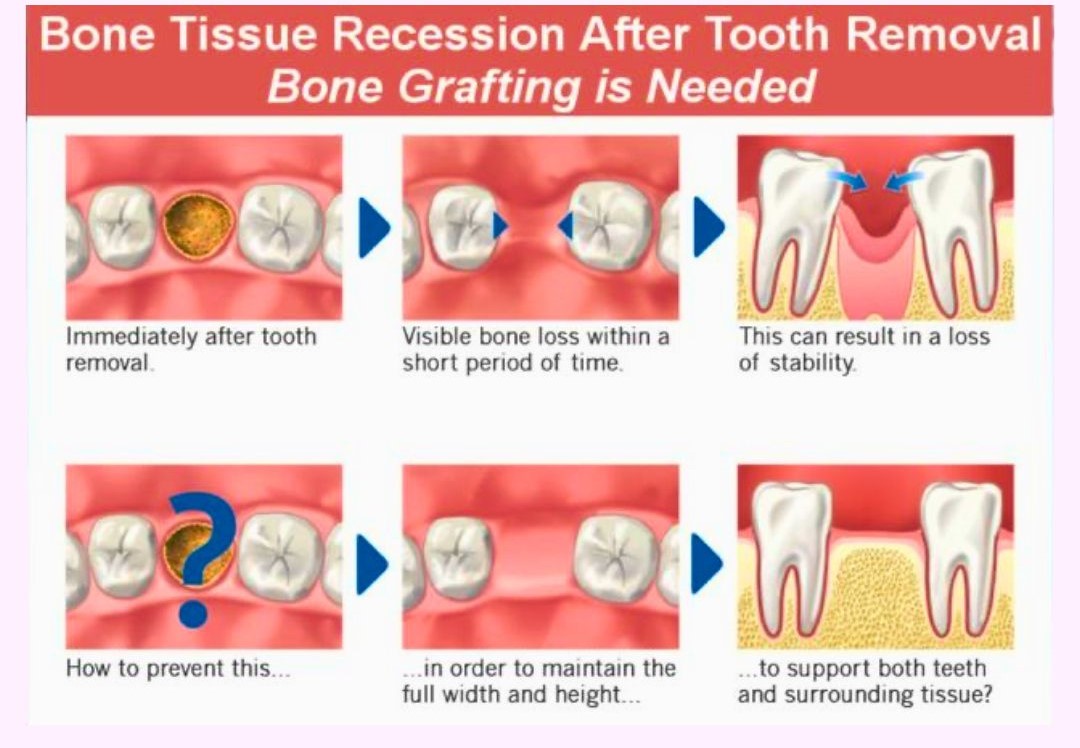 Bone Tissue Recession After Tooth Removal
Bone Grafting is Needed
Immediately after tooth
removal.
Visible bone loss within a
short period of time.
This can result in a loss
of stability.
?
How to prevent this...
...in order to maintain the
full width and height...
...to support both teeth
and surrounding tissue?